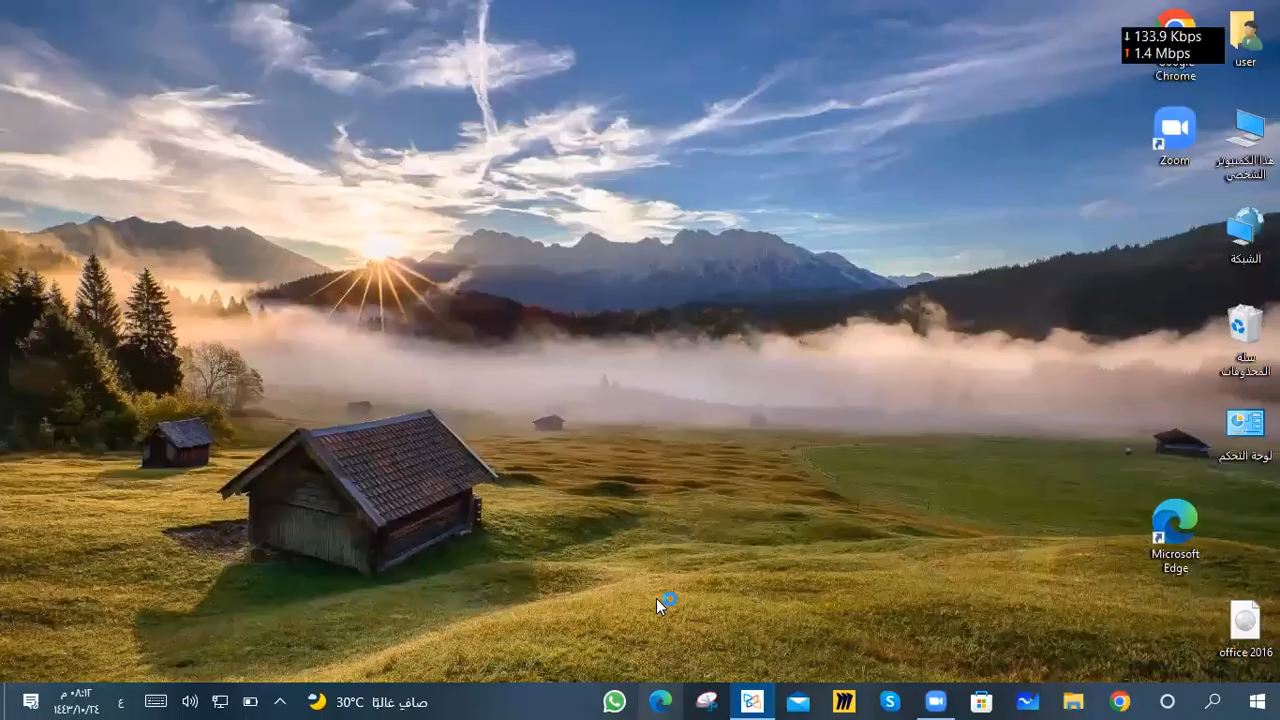 ↓ 133.9 Kbps
↑ 1.4 Mbps
user
Google
Chrome
هذا الكمبيوتر
الشخصي
Zoom
الشبكة
سلة
المحذوفات
لوحة التحكم
Microsoft
Edge
office 2016
30°C صافٍ غالبًا
ع
٠٨:١٢ م
١٤٤٣/١٠/٢٤